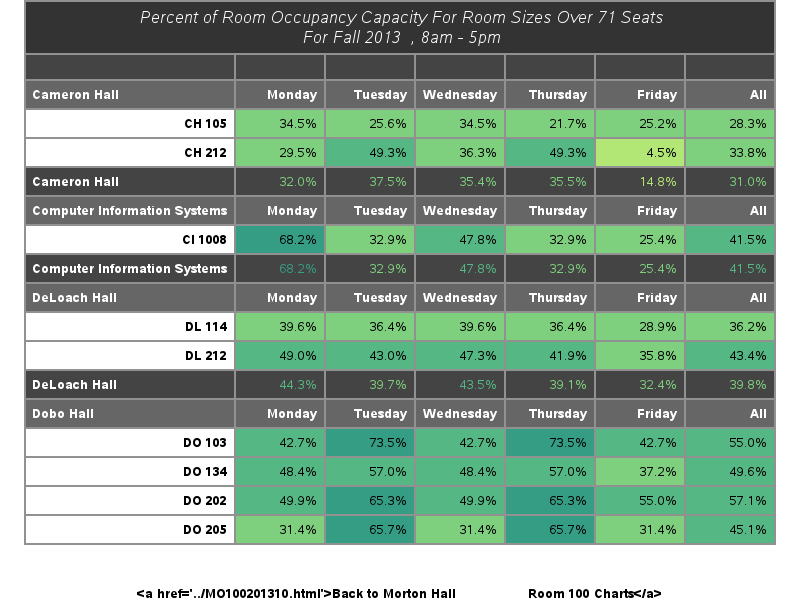 Percent of Room Occupancy Capacity For Room Sizes Over 71 Seats
For Fall 2013 , 8am - 5pm
Cameron Hall Monday Tuesday Wednesday Thursday Friday All
CH 105 34.5% 25.6% 34.5% 21.7% 25.2% 28.3%
CH 212 29.5% 49.3% 36.3% 49.3% 4.5% 33.8%
Cameron Hall 32.0% 37.5% 35.4% 35.5% 14.8% 31.0%
Computer Information Systems Monday Tuesday Wednesday Thursday Friday All
CI 1008 68.2% 32.9% 47.8% 32.9% 25.4% 41.5%
Computer Information Systems 68.2% 32.9% 47.8% 32.9% 25.4% 41.5%
DeLoach Hall Monday Tuesday Wednesday Thursday Friday All
DL 114 39.6% 36.4% 39.6% 36.4% 28.9% 36.2%
DL 212 49.0% 43.0% 47.3% 41.9% 35.8% 43.4%
DeLoach Hall 44.3% 39.7% 43.5% 39.1% 32.4% 39.8%
Dobo Hall Monday Tuesday Wednesday Thursday Friday All
DO 103 42.7% 73.5% 42.7% 73.5% 42.7% 55.0%
DO 134 48.4% 57.0% 48.4% 57.0% 37.2% 49.6%
DO 202 49.9% 65.3% 49.9% 65.3% 55.0% 57.1%
DO 205 31.4% 65.7% 31.4% 65.7% 31.4% 45.1%
<a href='../MO100201310.html'>Back to Morton Hall Room 100 Charts</a>